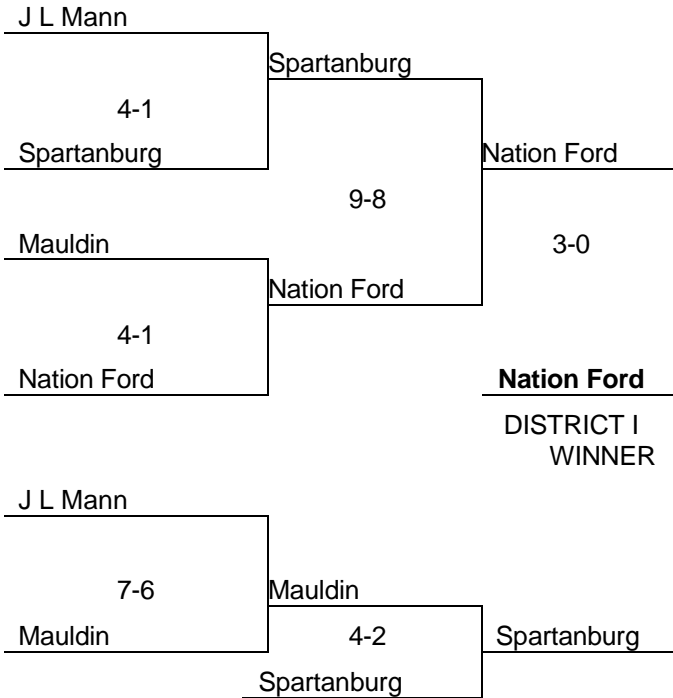 J L Mann
Spartanburg
4-1
Spartanburg
Nation Ford
9-8
Mauldin
3-0
Nation Ford
4-1
Nation Ford
Nation Ford
DISTRICT I
WINNER
J L Mann
7-6
Mauldin
Mauldin
4-2
Spartanburg
Spartanburg